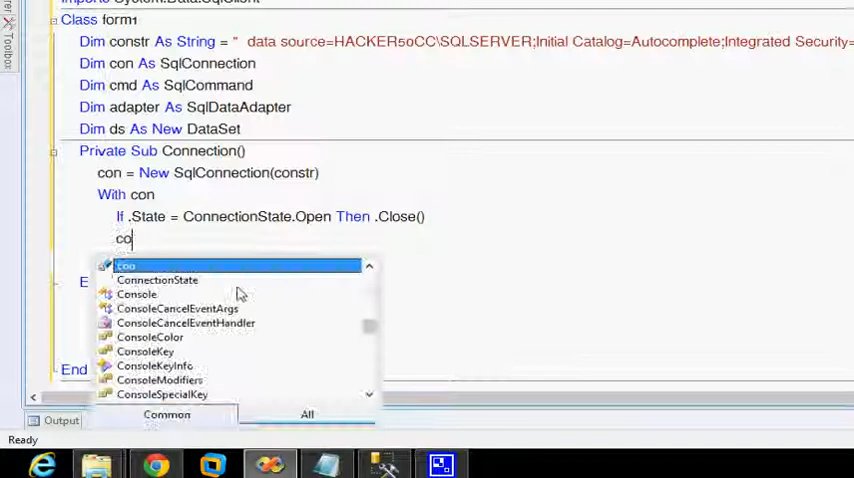 Imports System.Data.SqlClient
Class form1
Dim constr As String = " data source=HACKER50CC\SQLSERVER;Initial Catalog=Autocomplete;Integrated Security=
Dim con As SqlConnection
Dim cmd As SqlCommand
Dim adapter As SqlDataAdapter
Dim ds As New DataSet
Private Sub Connection()
con = New SqlConnection(constr)
With con
If .State = ConnectionState.Open Then .Close()
co
con
ConnectionState
Console
ConsoleCancelEventArgs
ConsoleCancelEventHandler
ConsoleColor
ConsoleKey
ConsoleKeyInfo
ConsoleModifiers
ConsoleSpecialKey
Common
All
E
End
Toolbox
Output
Ready